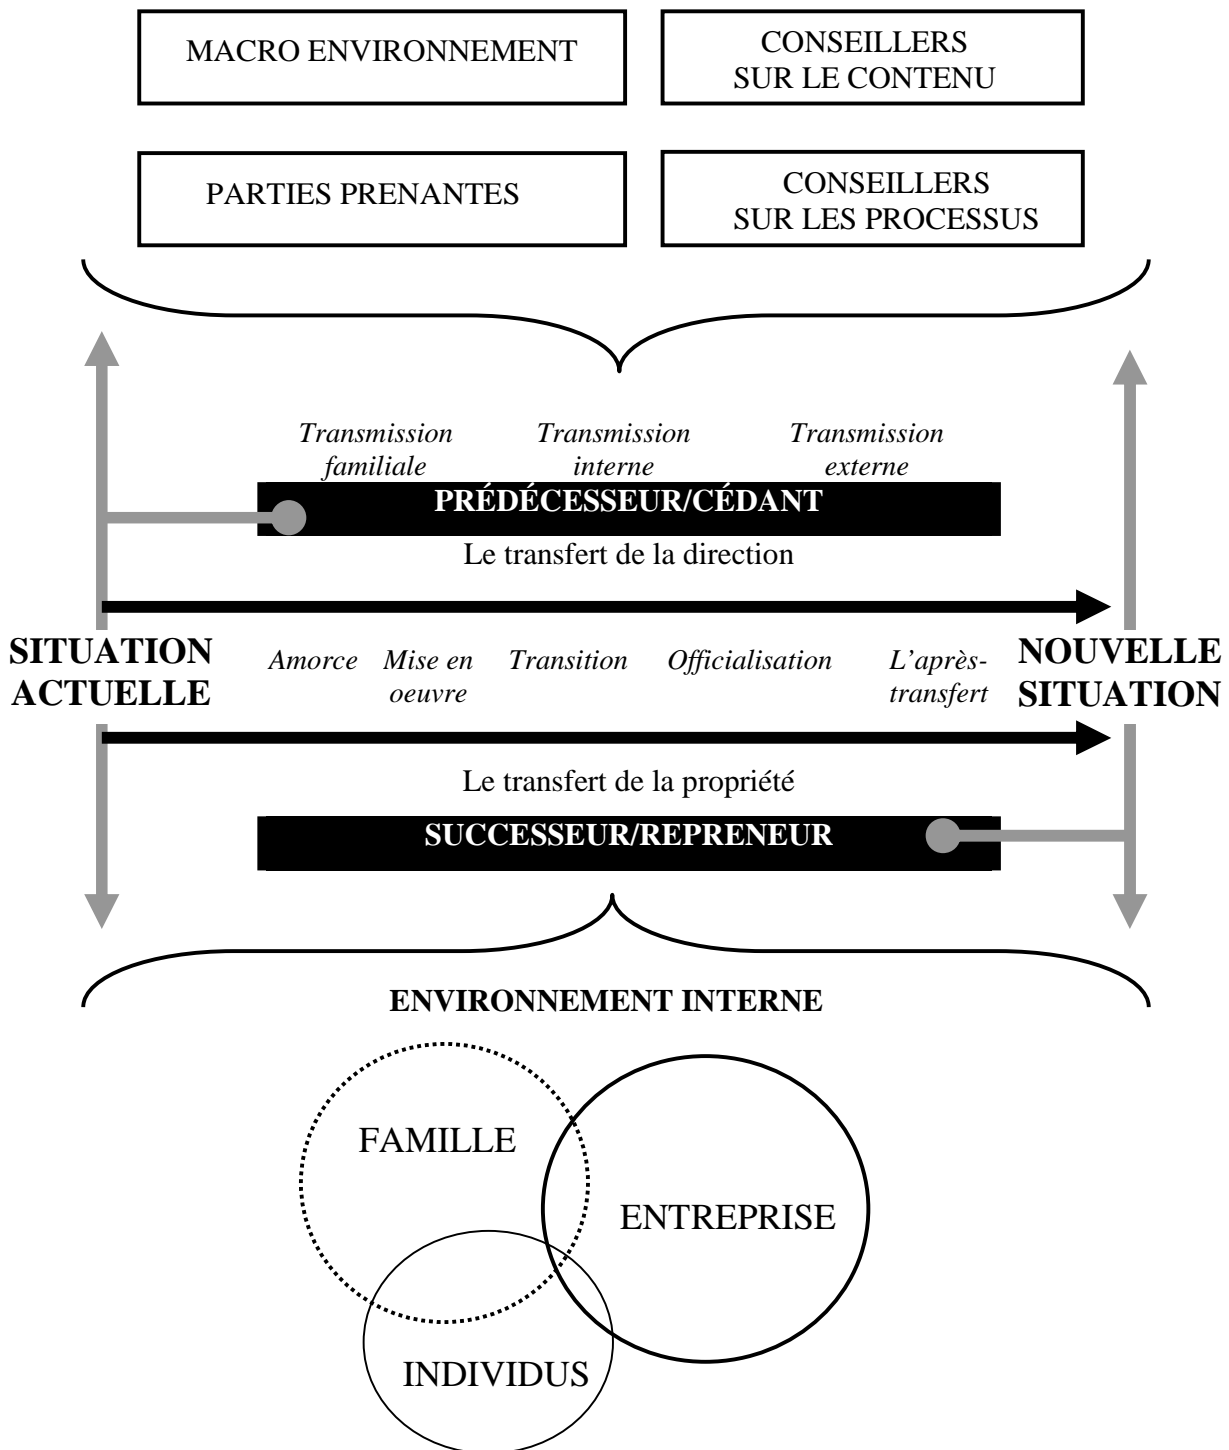 MACRO ENVIRONNEMENT
CONSEILLERS
SUR LE CONTENU
PARTIES PRENANTES
CONSEILLERS
SUR LES PROCESSUS
Transmission
familiale
Transmission
interne
Transmission
externe
PRÉDÉCESSEUR/CÉDANT
Le transfert de la direction
SITUATION
ACTUELLE
Amorce
Mise en
oeuvre
Transition
Officialisation
L'après-
transfert
NOUVELLE
SITUATION
Le transfert de la propriété
SUCCESSEUR/REPRENEUR
ENVIRONNEMENT INTERNE
FAMILLE
ENTREPRISE
INDIVIDUS